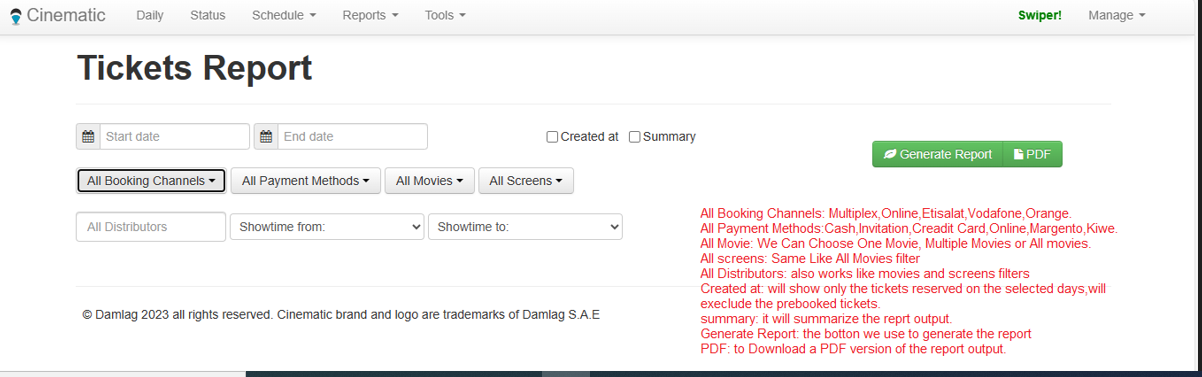 Cinematic Daily Status Schedule Reports Tools Swiper! Manage
Tickets Report
Start date End date Created at Summary
Generate Report PDF
All Booking Channels All Payment Methods All Movies All Screens
All Distributors Showtime from: Showtime to:
All Booking Channels: Multiplex,Online,Etisalat,Vodafone,Orange.
All Payment Methods:Cash,Invitation,Creadit Card,Online,Margento,Kiwe.
All Movie: We Can Choose One Movie, Multiple Movies or All movies.
All screens: Same Like All Movies filter
All Distributors: also works like movies and screens filters
Created at: will show only the tickets reserved on the selected days,will
execlude the prebooked tickets.
summary: it will summarize the reprt output.
Generate Report: the botton we use to generate the report
PDF: to Download a PDF version of the report output.
© Damlag 2023 all rights reserved. Cinematic brand and logo are trademarks of Damlag S.A.E